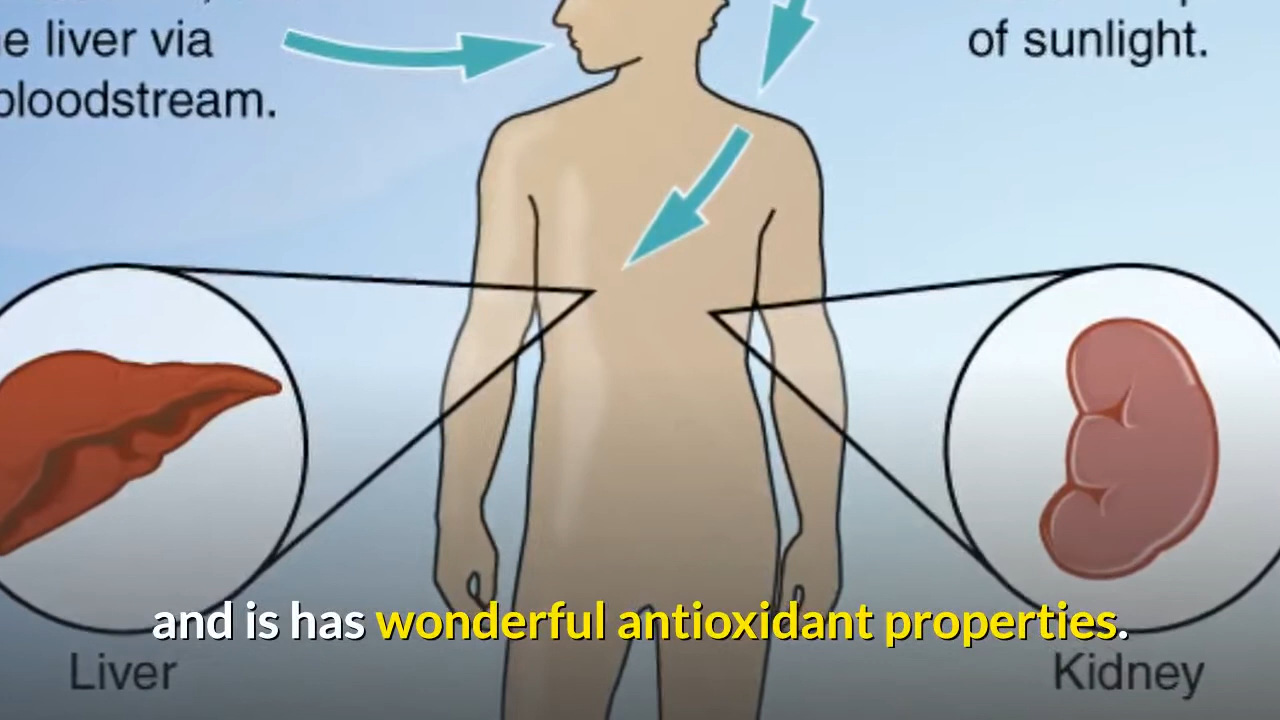 e liver via
bloodstream.
of sunlight.
and is has wonderful antioxidant properties.
Liver
Kidney